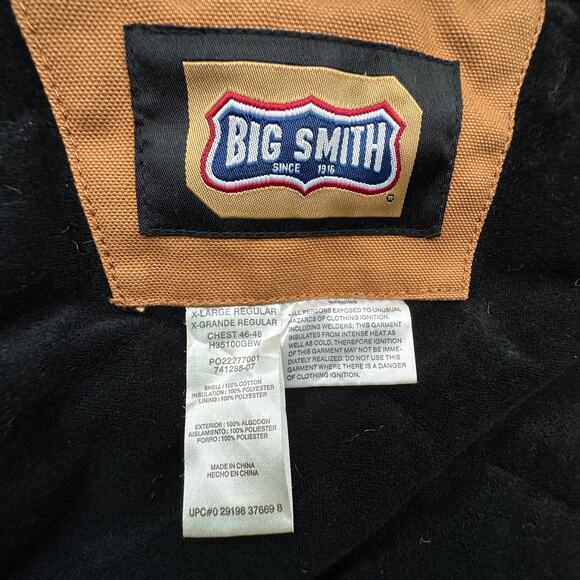 BIG SMITH
SINCE 1916
®
X-LARGE REGULAR
X-GRANDE REGULAR
CHEST 46-48
H35100GBW
PO22277001
741285-07
SHELL: 100% COTTON
INSULATION: 100% POLYESTER
LINING: 100% POLYESTER
EXTERIOR: 100% ALGODON
AISLAMIENTO: 100% POLIESTER
FORRO: 100% POLIESTER
MADE IN CHINA
HECHO EN CHINA
UPC#0 29198 37669 8
WARNING
•ALL PERSONS EXPOSED TO UNUSUAL
HAZARDS OF CLOTHING IGNITION,
INCLUDING WELDERS; THIS GARMENT
INSULATES FROM INTENSE HEAT AS
WELL AS COLD. THEREFORE IGNITION
OF THIS GARMENT MAY NOT BE IMME-
DIATELY REALIZED. DO NOT USE THIS
GARMENT WHERE THERE IS A DANGER
OF CLOTHING IGNITION.